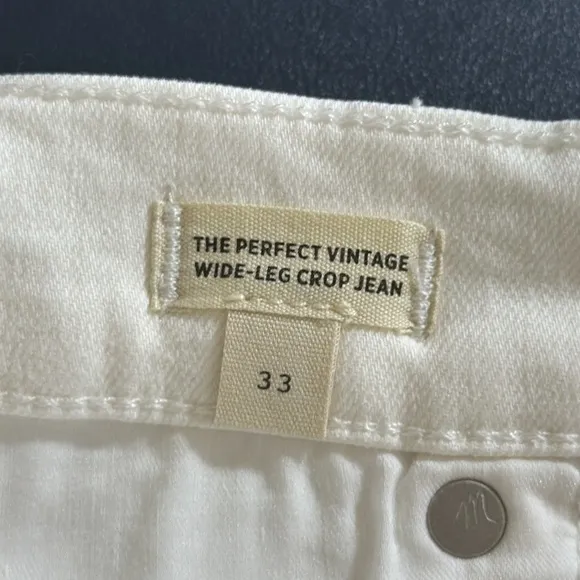 THE PERFECT VINTAGE
WIDE-LEG CROP JEAN
33
m